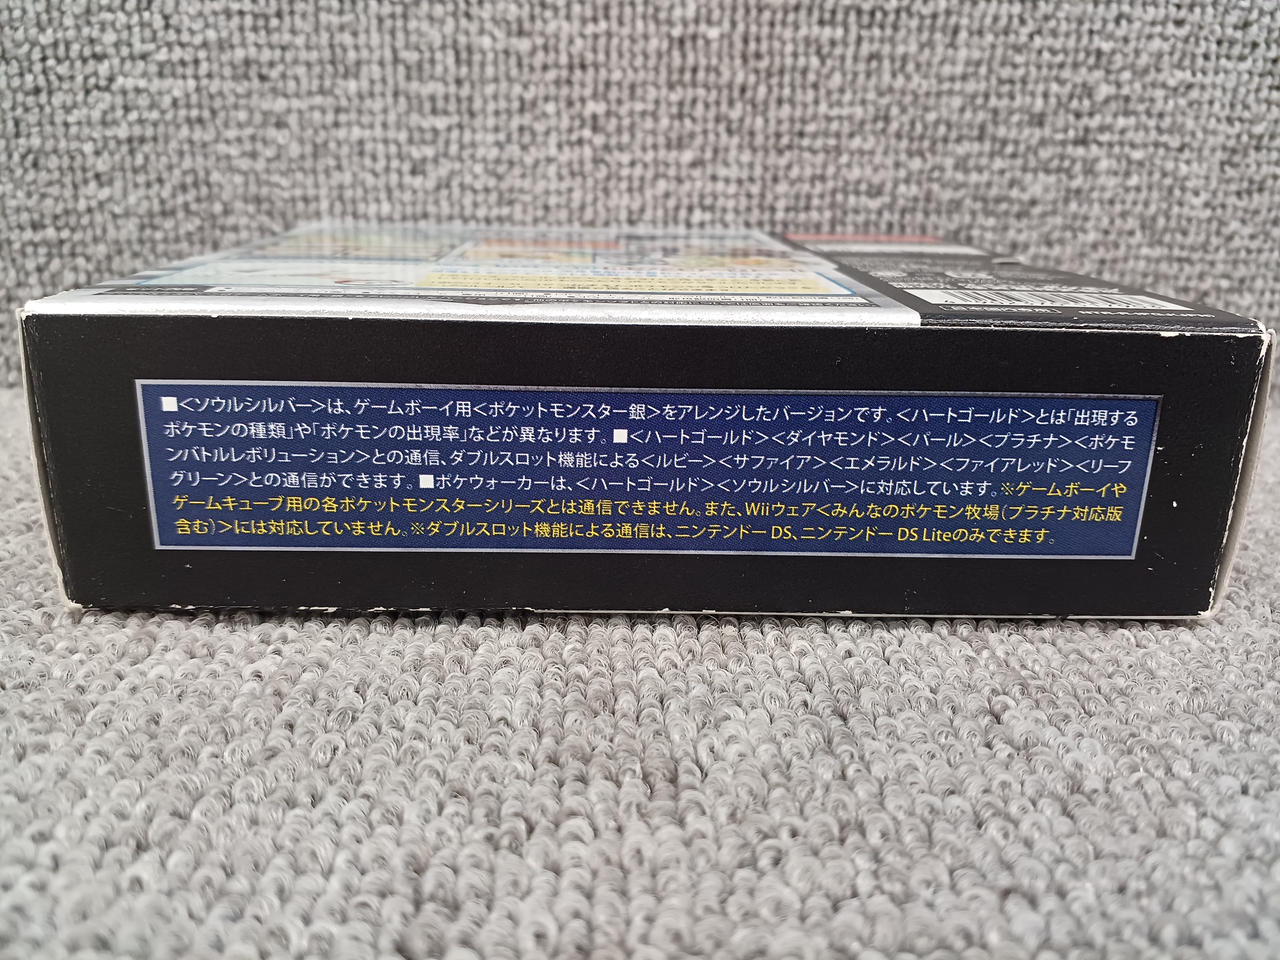 ■<ソウルシルバー>は、ゲームボーイ用<ポケットモンスター銀>をアレンジしたバージョンです。<ハートゴールド>とは「出現する
ポケモンの種類」や「ポケモンの出現率」などが異なります。■<ハートゴールド><ダイヤモンド><パール><プラチナ><ポケモ
ンバトルレボリューション>との通信、ダブルスロット機能による<ルビー><サファイア><エメラルド><ファイアレッド><リーフ
グリーン>との通信ができます。■ポケウォーカーは、<ハートゴールド><ソウルシルバー>に対応しています。※ゲームボーイや
ゲームキューブ用の各ポケットモンスターシリーズとは通信できません。また、Wiiウェア<みんなのポケモン牧場(プラチナ対応版
含む)>には対応していません。※ダブルスロット機能による通信は、ニンテンドーDS、ニンテンドーDS Liteのみできます。